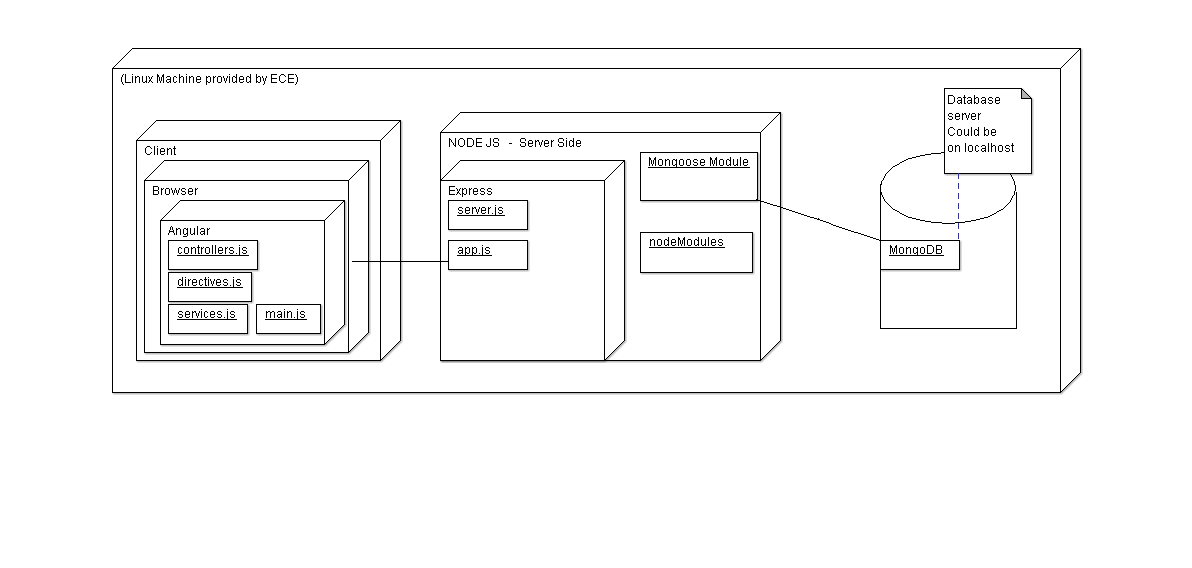 (Linux Machine provided by ECE)
Client
Browser
Angular
controllers.js
directives.js
services.js
main.js
NODE JS - Server Side
Express
server.js
app.js
Mongoose Module
nodeModules
Database
server
Could be
on localhost
MongoDB